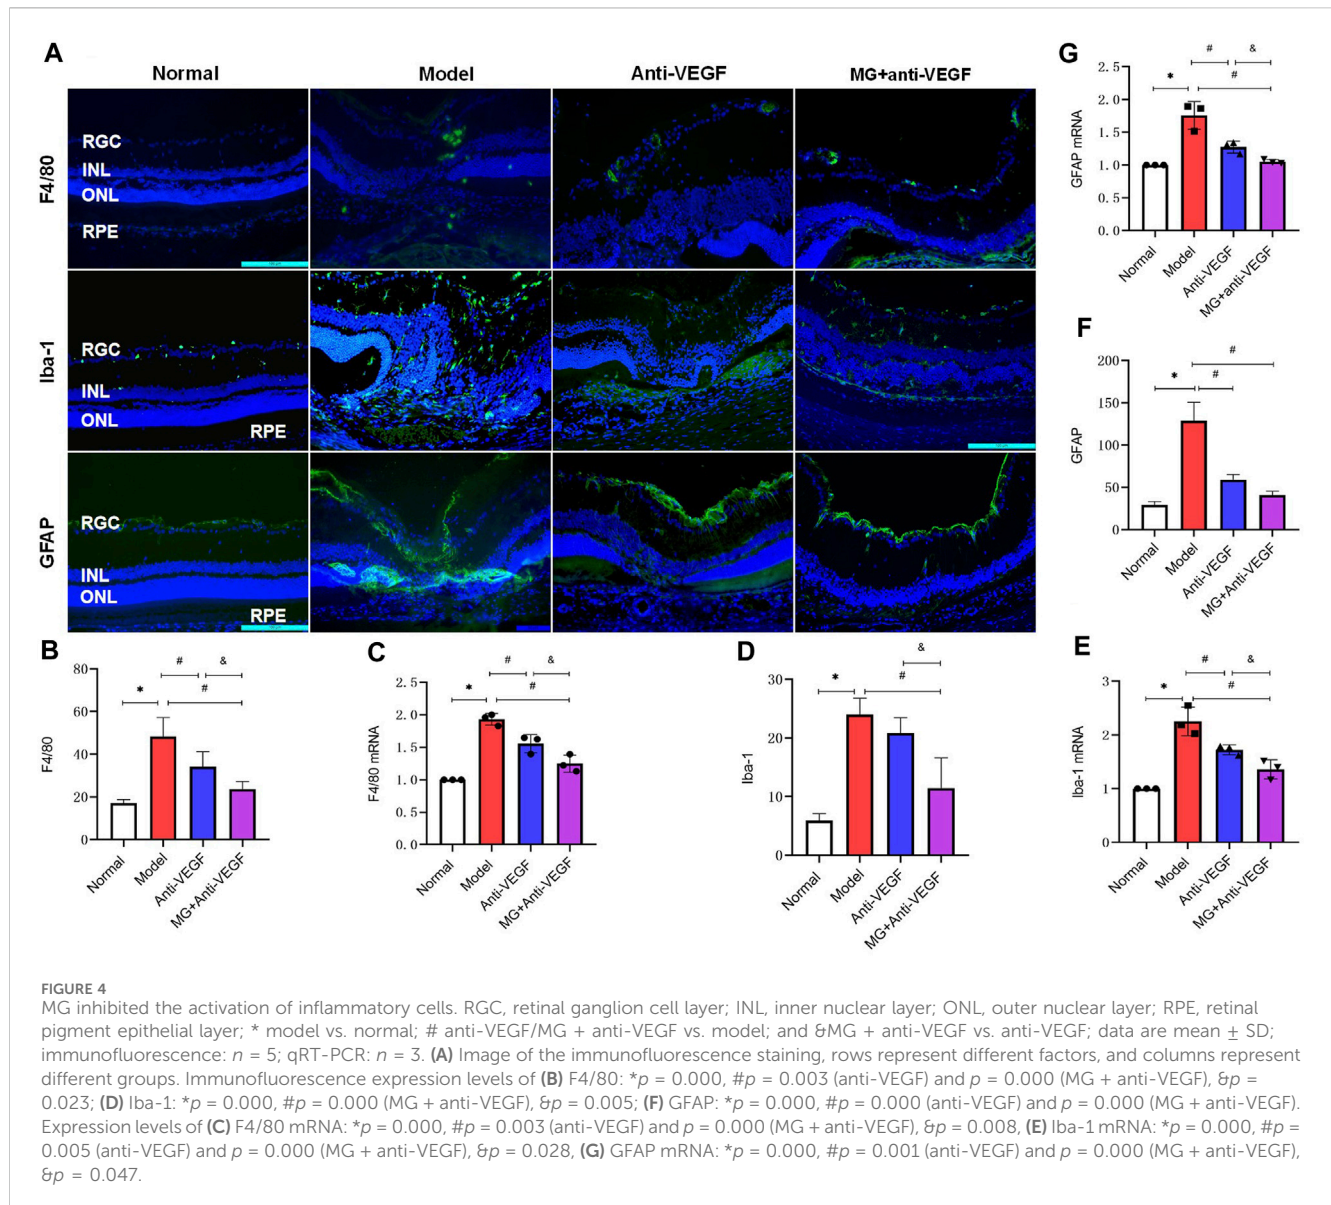 A
Normal
Model
Anti-VEGF
MG+anti-VEGF
F4/80
RGC
INL
ONL
RPE
Iba-1
RGC
INL
ONL
RPE
GFAP
RGC
INL
ONL
RPE
B
F4/80
80
60
40
20
0
*
#
&
#
Normal
Model
Anti-VEGF
MG+Anti-VEGF
C
F4/80 mRNA
2.5
2.0
1.5
1.0
0.0
*
#
&
#
Normal
Model
Anti-VEGF
MG+anti-VEGF
D
Iba-1
30
20
10
0
*
&
#
Normal
Model
Anti-VEGF
MG+Anti-VEGF
E
Iba-1 mRNA
3
2
1
0
*
#
&
#
Normal
Model
Anti-VEGF
MG+anti-VEGF
F
GFAP
200
150
100
50
0
*
#
#
Normal
Model
Anti-VEGF
MG+Anti-VEGF
G
GFAP mRNA
2.5
2.0
1.5
1.0
0.5
0.0
*
#
&
#
Normal
Model
Anti-VEGF
MG+anti-VEGF
FIGURE 4
MG inhibited the activation of inflammatory cells. RGC, retinal ganglion cell layer; INL, inner nuclear layer; ONL, outer nuclear layer; RPE, retinal
pigment epithelial layer; * model vs. normal; # anti-VEGF/MG + anti-VEGF vs. model; and &MG + anti-VEGF vs. anti-VEGF; data are mean ± SD;
immunofluorescence: n = 5; qRT-PCR: n = 3. (A) Image of the immunofluorescence staining, rows represent different factors, and columns represent
different groups. Immunofluorescence expression levels of (B) F4/80: *p = 0.000, #p = 0.003 (anti-VEGF) and p = 0.000 (MG + anti-VEGF), &p =
0.023; (D) Iba-1: *p = 0.000, #p = 0.000 (MG + anti-VEGF), &p = 0.005; (F) GFAP: *p = 0.000, #p = 0.000 (anti-VEGF) and p = 0.000 (MG + anti-VEGF).
Expression levels of (C) F4/80 mRNA: *p = 0.000, #p = 0.003 (anti-VEGF) and p = 0.000 (MG + anti-VEGF), &p = 0.008, (E) Iba-1 mRNA: *p = 0.000, #p =
0.005 (anti-VEGF) and p = 0.000 (MG + anti-VEGF), &p = 0.028, (G) GFAP mRNA: *p = 0.000, #p = 0.001 (anti-VEGF) and p = 0.000 (MG + anti-VEGF),
&p = 0.047.